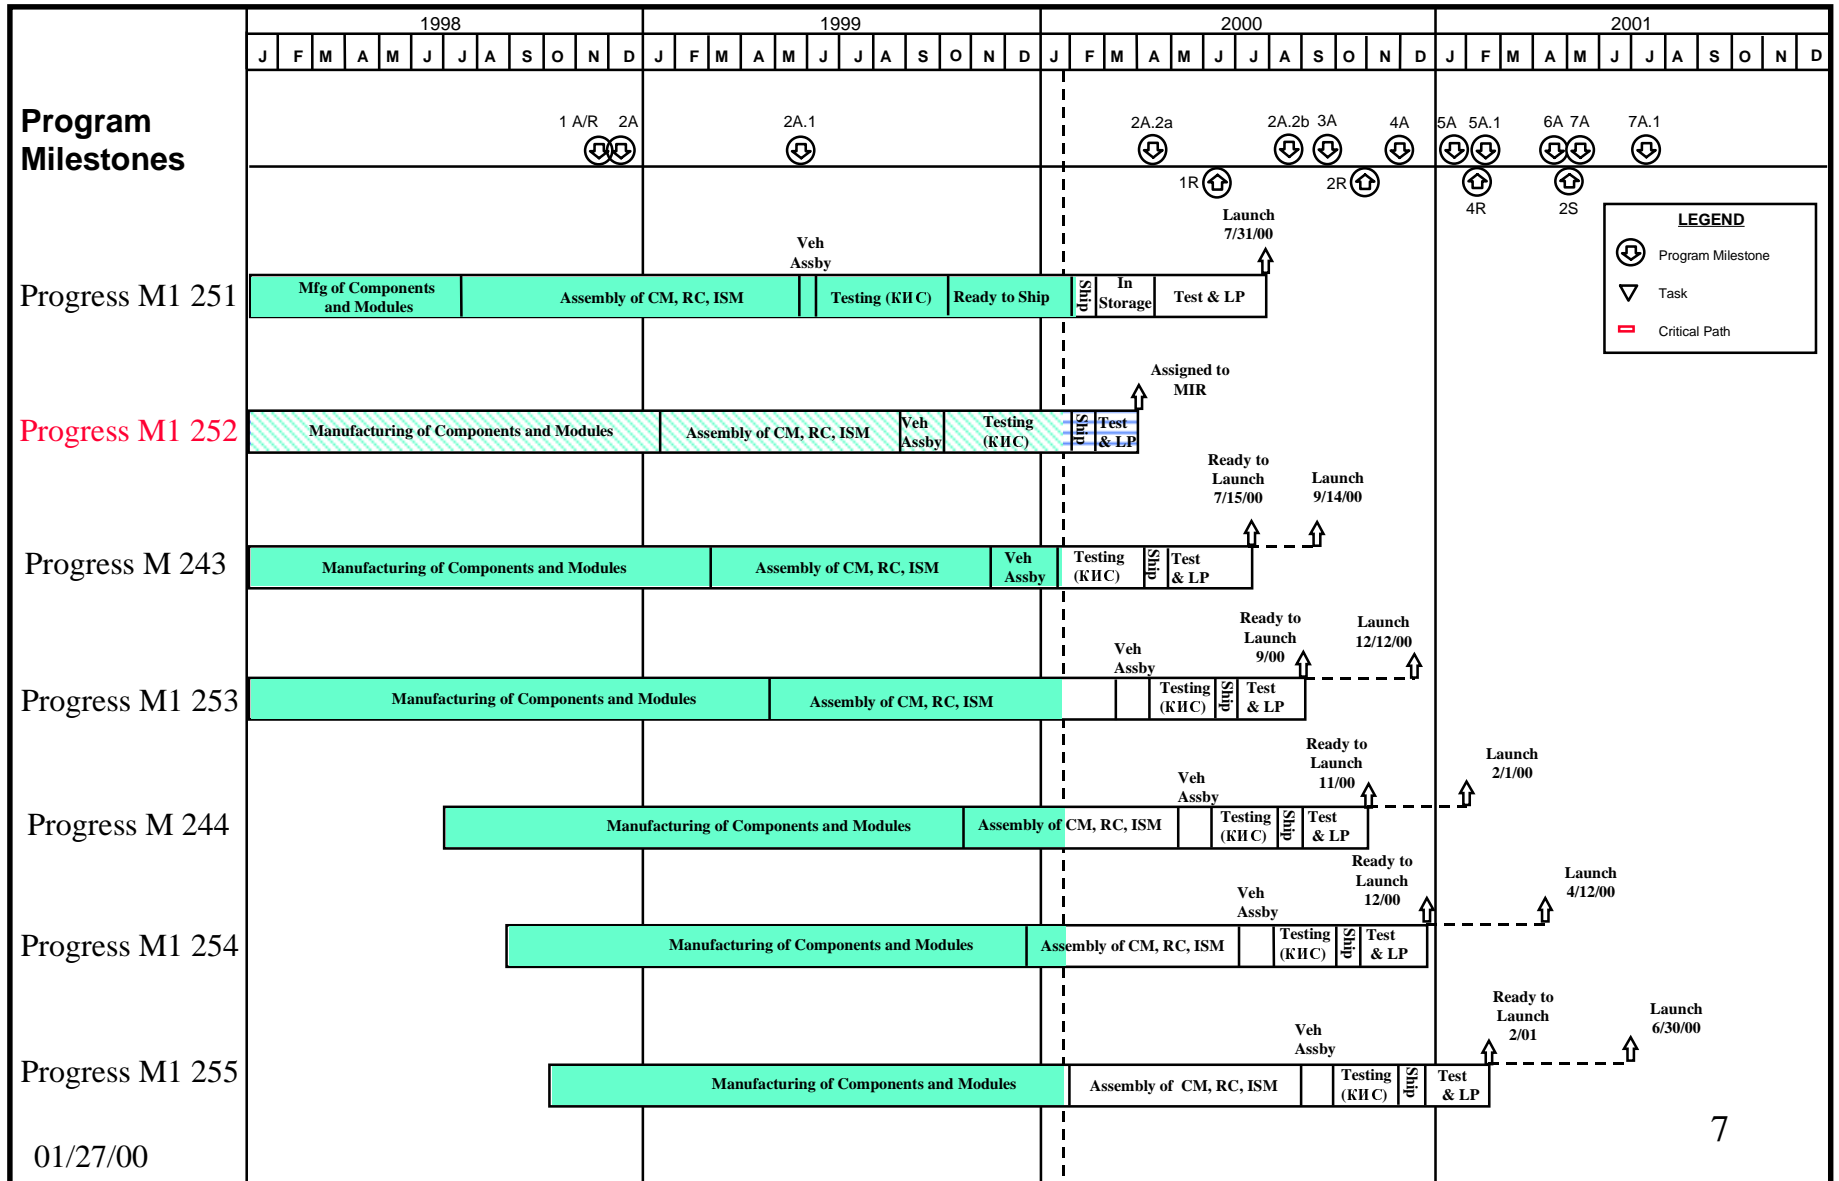 1998 1999 2000 2001
J F M A M J J A S O N D J F M A M J J A S O N D J F M A M J J A S O N D J F M A M J J A S O N D
Program
Milestones
1 A/R 2A 2A.1 2A.2a 2A.2b 3A 4A 5A 5A.1 6A 7A 7A.1
1R 2R 4R 2S
LEGEND
Program Milestone
Task
Critical Path
Progress M1 251
Mfg of Components
and Modules
Assembly of CM, RC, ISM
Veh
Assby
Testing (КИС)
Ready to Ship
Ship
In
Storage
Test & LP
Launch
7/31/00
Progress M1 252
Manufacturing of Components and Modules
Assembly of CM, RC, ISM
Veh
Assby
Testing
(КИС)
Ship
Test
& LP
Assigned to
MIR
Progress M 243
Manufacturing of Components and Modules
Assembly of CM, RC, ISM
Veh
Assby
Testing
(КИС)
Ship
Test
& LP
Ready to
Launch
7/15/00
Launch
9/14/00
Progress M1 253
Manufacturing of Components and Modules
Assembly of CM, RC, ISM
Veh
Assby
Testing
(КИС)
Ship
Test
& LP
Ready to
Launch
9/00
Launch
12/12/00
Progress M 244
Manufacturing of Components and Modules
Assembly of CM, RC, ISM
Veh
Assby
Testing
(КИС)
Ship
Test
& LP
Ready to
Launch
11/00
Launch
2/1/00
Progress M1 254
Manufacturing of Components and Modules
Assembly of CM, RC, ISM
Veh
Assby
Testing
(КИС)
Ship
Test
& LP
Ready to
Launch
12/00
Launch
4/12/00
Progress M1 255
Manufacturing of Components and Modules
Assembly of CM, RC, ISM
Veh
Assby
Testing
(КИС)
Ship
Test
& LP
Ready to
Launch
2/01
Launch
6/30/00
01/27/00
7